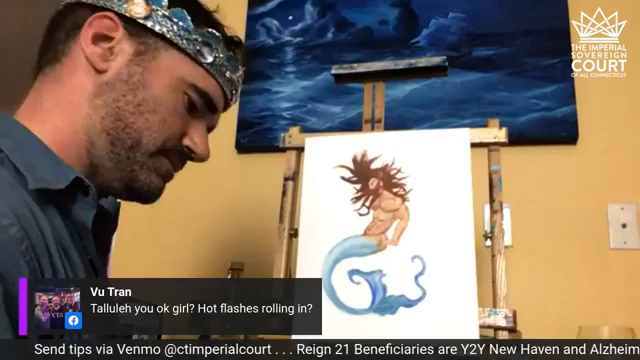 THE IMPERIAL
SOVEREIGN
COURT
OF ALL CONNECTICUT
Vu Tran
Talluleh you ok girl? Hot flashes rolling in?
Send tips via Venmo @ctimperialcourt . . . Reign 21 Beneficiaries are Y2Y New Haven and Alzheim